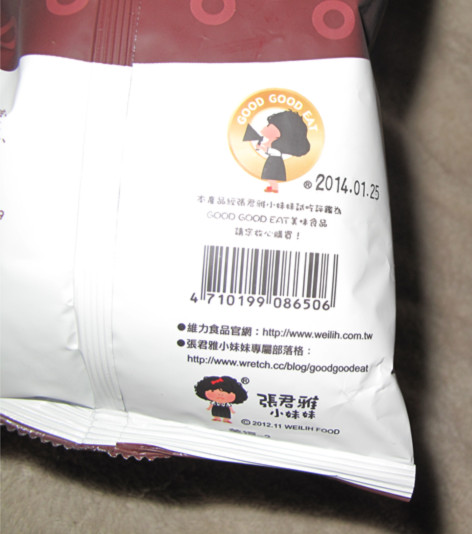 GOOD GOOD EAT
® 2014.01.25
本產品經張君雅小妹妹試吃評鑑為
GOOD GOOD EAT美味食品
請安心購買！
4 710199 086506
●維力食品官網：http://www.weilih.com.tw
●張君雅小妹妹專屬部落格：
http://www.wretch.cc/blog/goodgoodeat
®
張君雅
小妹妹
© 2012.11 WEILIH FOOD